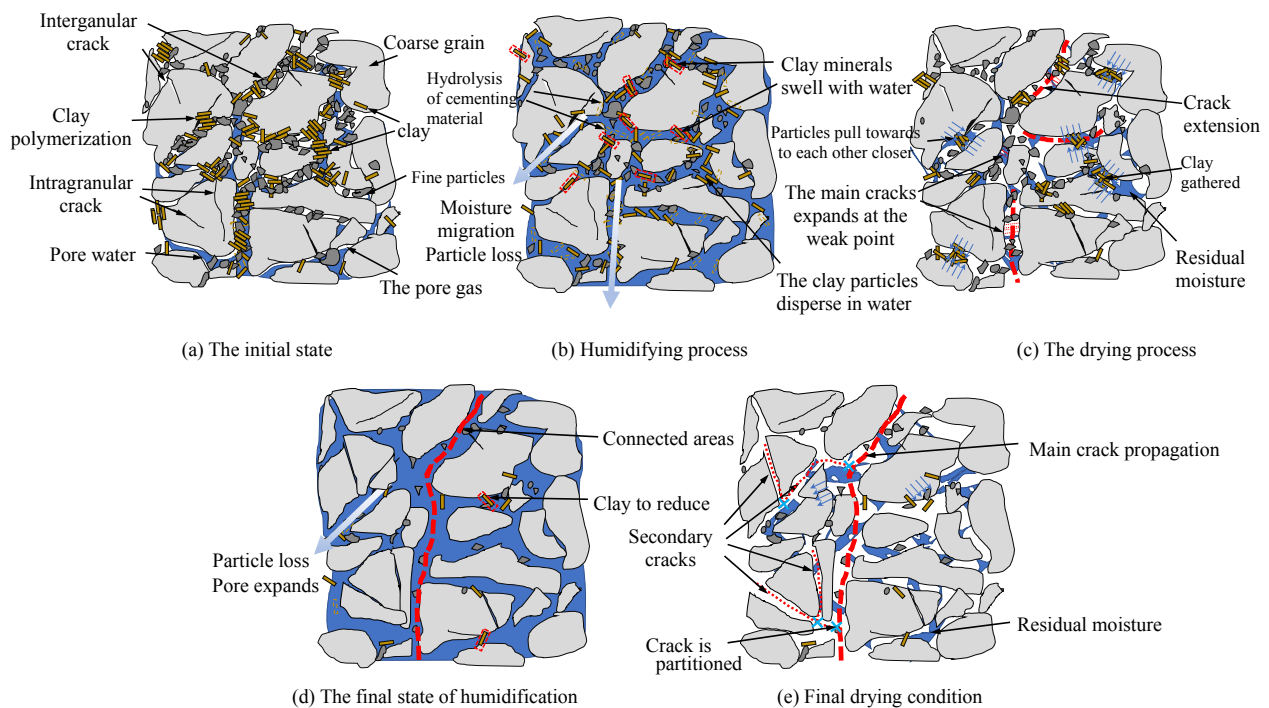 Interganular
crack
Coarse grain
Clay
polymerization
clay
Intragranular
crack
Fine particles
Pore water
The pore gas
(a) The initial state
Hydrolysis
of cementing
material
Clay minerals
swell with water
Moisture
migration
Particle loss
The clay particles
disperse in water
(b) Humidifying process
Crack
extension
Particles pull towards
to each other closer
Clay
gathered
The main cracks
expands at the
weak point
Residual
moisture
(c) The drying process
Connected areas
Clay to reduce
Particle loss
Pore expands
(d) The final state of humidification
Main crack propagation
Secondary
cracks
Residual moisture
Crack is
partitioned
(e) Final drying condition